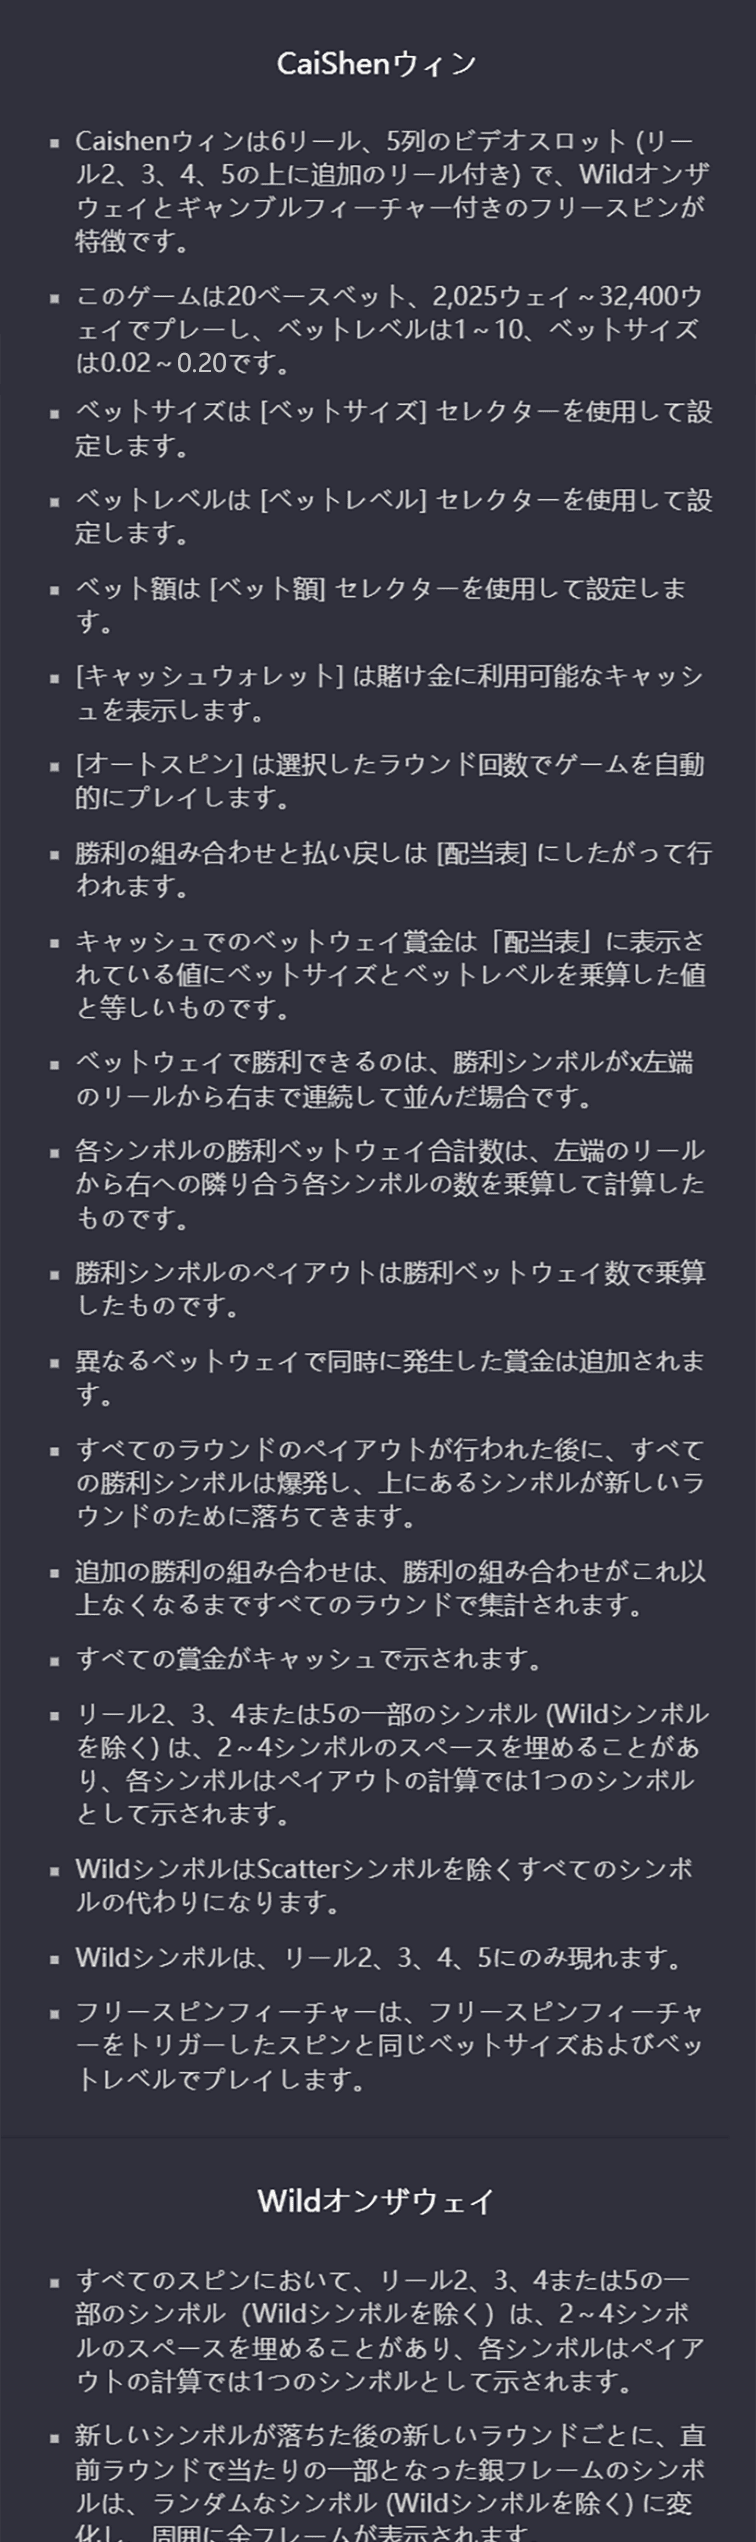 CaiShenウィン
▪ Caishenウィンは6リール、5列のビデオスロット (リー
ル2、3、4、5の上に追加のリール付き) で、Wildオンザ
ウェイとギャンブルフィーチャー付きのフリースピンが
特徴です。
▪ このゲームは20ベースベット、2,025ウェイ～32,400ウ
ェイでプレーし、ベットレベルは1～10、ベットサイズ
は0.02～0.20です。
▪ ベットサイズは [ベットサイズ] セレクターを使用して設
定します。
▪ ベットレベルは [ベットレベル] セレクターを使用して設
定します。
▪ ベット額は [ベット額] セレクターを使用して設定しま
す。
▪ [キャッシュウォレット] は賭け金に利用可能なキャッシ
ュを表示します。
▪ [オートスピン] は選択したラウンド回数でゲームを自動
的にプレイします。
▪ 勝利の組み合わせと払い戻しは [配当表] にしたがって行
われます。
▪ キャッシュでのベットウェイ賞金は「配当表」に表示さ
れている値にベットサイズとベットレベルを乗算した値
と等しいものです。
▪ ベットウェイで勝利できるのは、勝利シンボルがx左端
のリールから右まで連続して並んだ場合です。
▪ 各シンボルの勝利ベットウェイ合計数は、左端のリール
から右への隣り合う各シンボルの数を乗算して計算した
ものです。
▪ 勝利シンボルのペイアウトは勝利ベットウェイ数で乗算
したものです。
▪ 異なるベットウェイで同時に発生した賞金は追加されま
す。
▪ すべてのラウンドのペイアウトが行われた後に、すべて
の勝利シンボルは爆発し、上にあるシンボルが新しいラ
ウンドのために落ちてきます。
▪ 追加の勝利の組み合わせは、勝利の組み合わせがこれ以
上なくなるまですべてのラウンドで集計されます。
▪ すべての賞金がキャッシュで示されます。
▪ リール2、3、4または5の一部のシンボル (Wildシンボル
を除く) は、2～4シンボルのスペースを埋めることがあ
り、各シンボルはペイアウトの計算では1つのシンボル
として示されます。
▪ WildシンボルはScatterシンボルを除くすべてのシンボ
ルの代わりになります。
▪ Wildシンボルは、リール2、3、4、5にのみ現れます。
▪ フリースピンフィーチャーは、フリースピンフィーチャ
ーをトリガーしたスピンと同じベットサイズおよびベッ
トレベルでプレイします。
Wildオンザウェイ
▪ すべてのスピンにおいて、リール2、3、4または5の一
部のシンボル（Wildシンボルを除く）は、2～4シンボ
ルのスペースを埋めることがあり、各シンボルはペイア
ウトの計算では1つのシンボルとして示されます。
▪ 新しいシンボルが落ちた後の新しいラウンドごとに、直
前ラウンドで当たりの一部となった銀フレームのシンボ
ルは、ランダムなシンボル (Wildシンボルを除く) に変
化し、周囲に金フレームが表示されます。